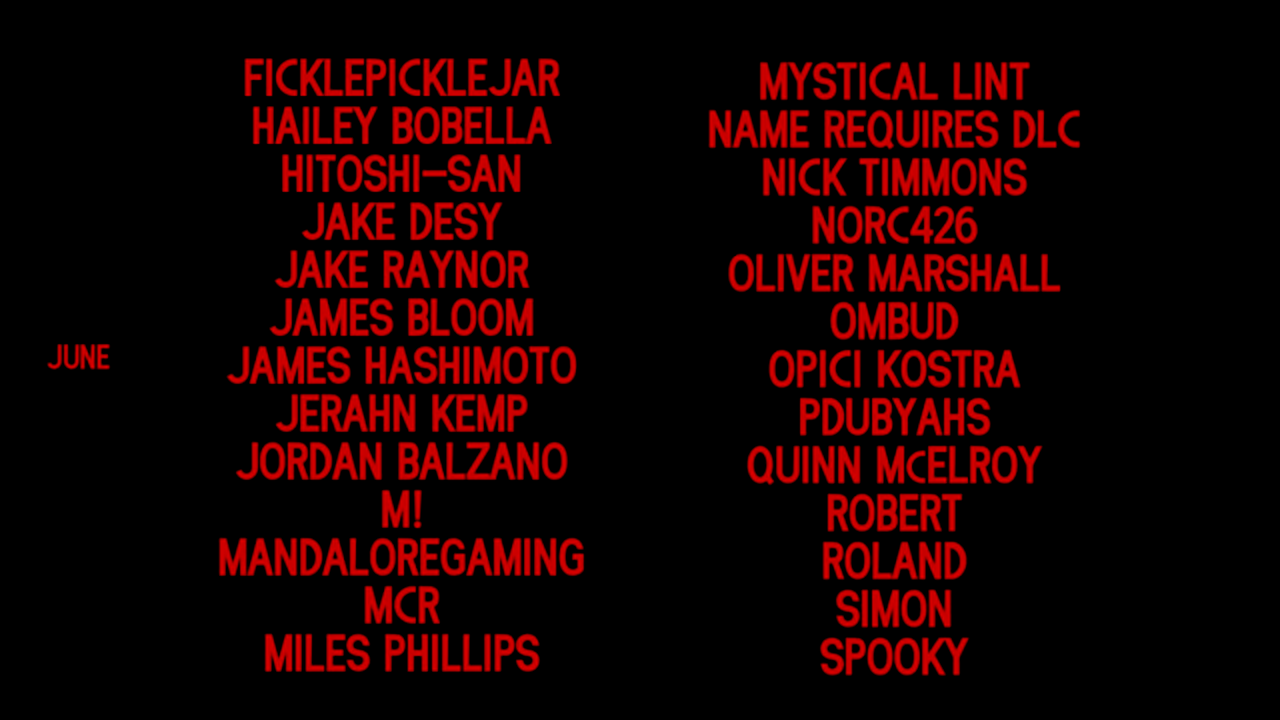 JUNE
FICKLEPICKLEJAR
HAILEY BOBELLA
HITOSHI-SAN
JAKE DESY
JAKE RAYNOR
JAMES BLOOM
JAMES HASHIMOTO
JERAHN KEMP
JORDAN BALZANO
M!
MANDALOREGAMING
MCR
MILES PHILLIPS
MYSTICAL LINT
NAME REQUIRES DLC
NICK TIMMONS
NORC426
OLIVER MARSHALL
OMBUD
OPICI KOSTRA
PDUBYAHS
QUINN McELROY
ROBERT
ROLAND
SIMON
SPOOKY